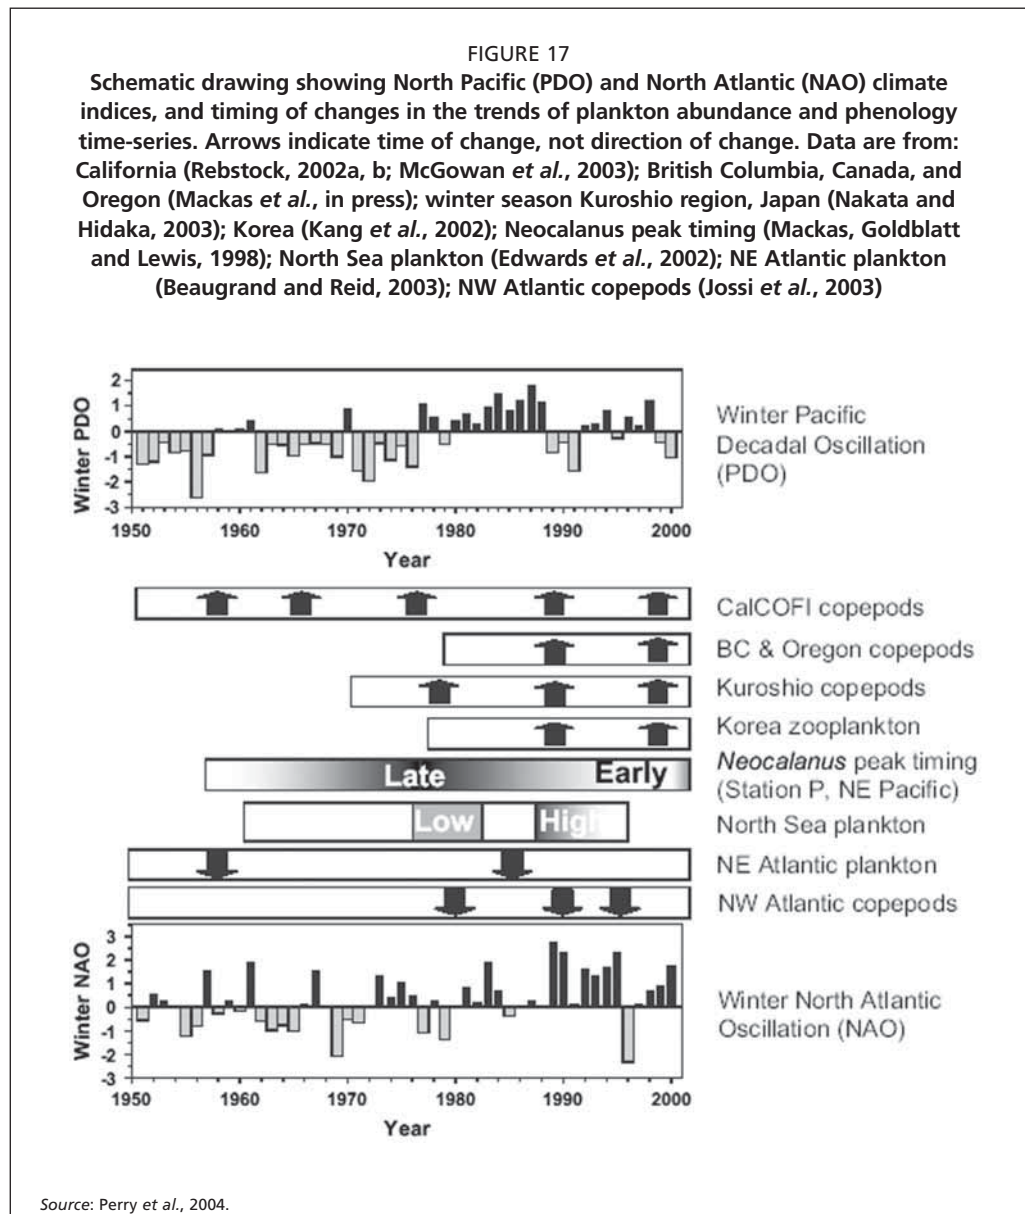 FIGURE 17
Schematic drawing showing North Pacific (PDO) and North Atlantic (NAO) climate
indices, and timing of changes in the trends of plankton abundance and phenology
time-series. Arrows indicate time of change, not direction of change. Data are from:
California (Rebstock, 2002a, b; McGowan et al., 2003); British Columbia, Canada, and
Oregon (Mackas et al., in press); winter season Kuroshio region, Japan (Nakata and
Hidaka, 2003); Korea (Kang et al., 2002); Neocalanus peak timing (Mackas, Goldblatt
and Lewis, 1998); North Sea plankton (Edwards et al., 2002); NE Atlantic plankton
(Beaugrand and Reid, 2003); NW Atlantic copepods (Jossi et al., 2003)
Winter PDO
2
1
0
-1
-2
-3
1950 1960 1970 1980 1990 2000
Year
Winter Pacific
Decadal Oscillation
(PDO)
CalCOFI copepods
BC & Oregon copepods
Kuroshio copepods
Korea zooplankton
Late Early
Neocalanus peak timing
(Station P, NE Pacific)
Low High
North Sea plankton
NE Atlantic plankton
NW Atlantic copepods
Winter NAO
3
2
1
0
-1
-2
-3
1950 1960 1970 1980 1990 2000
Year
Winter North Atlantic
Oscillation (NAO)
Source: Perry et al., 2004.